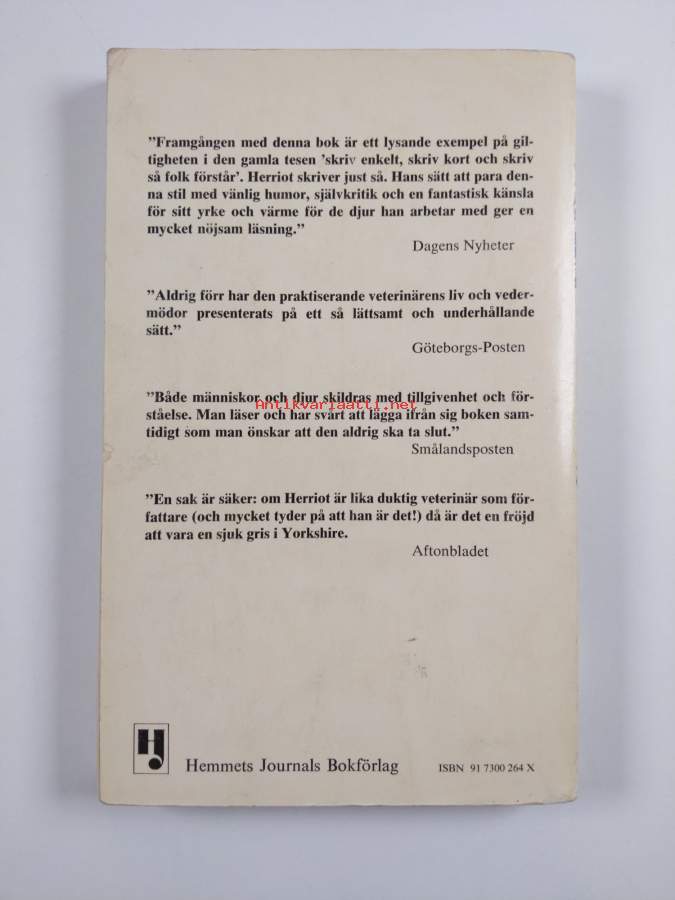 ”Framgången med denna bok är ett lysande exempel på gil-
tigheten i den gamla tesen ’skriv enkelt, skriv kort och skriv
så folk förstår’. Herriot skriver just så. Hans sätt att para den-
na stil med vänlig humor, självkritik och en fantastisk känsla
för sitt yrke och värme för de djur han arbetar med ger en
mycket nöjsam läsning.”
Dagens Nyheter
”Aldrig förr har den praktiserande veterinärens liv och veder-
mödor presenterats på ett så lättsamt och underhållande
sätt.”
Göteborgs-Posten
”Både människor och djur skildras med tillgivenhet och för-
Antikvariaatti.net
ståelse. Man läser och har svårt att lägga ifrån sig boken sam-
tidigt som man önskar att den aldrig ska ta slut.”
Smålandsposten
”En sak är säker: om Herriot är lika duktig veterinär som för-
fattare (och mycket tyder på att han är det!) då är det en fröjd
att vara en sjuk gris i Yorkshire.
Aftonbladet
HJ
Hemmets Journals Bokförlag
ISBN 91 7300 264 X